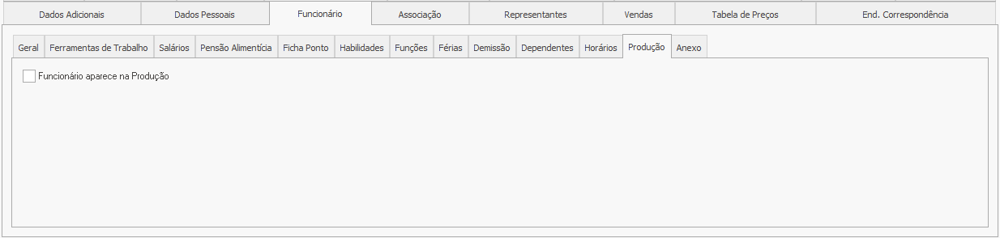 Dados Adicionais Dados Pessoais Funcionário Associação Representantes Vendas Tabela de Preços End. Correspondência
Geral Ferramentas de Trabalho Salários Pensão Alimentícia Ficha Ponto Habilidades Funções Férias Demissão Dependentes Horários Produção Anexo
Funcionário aparece na Produção